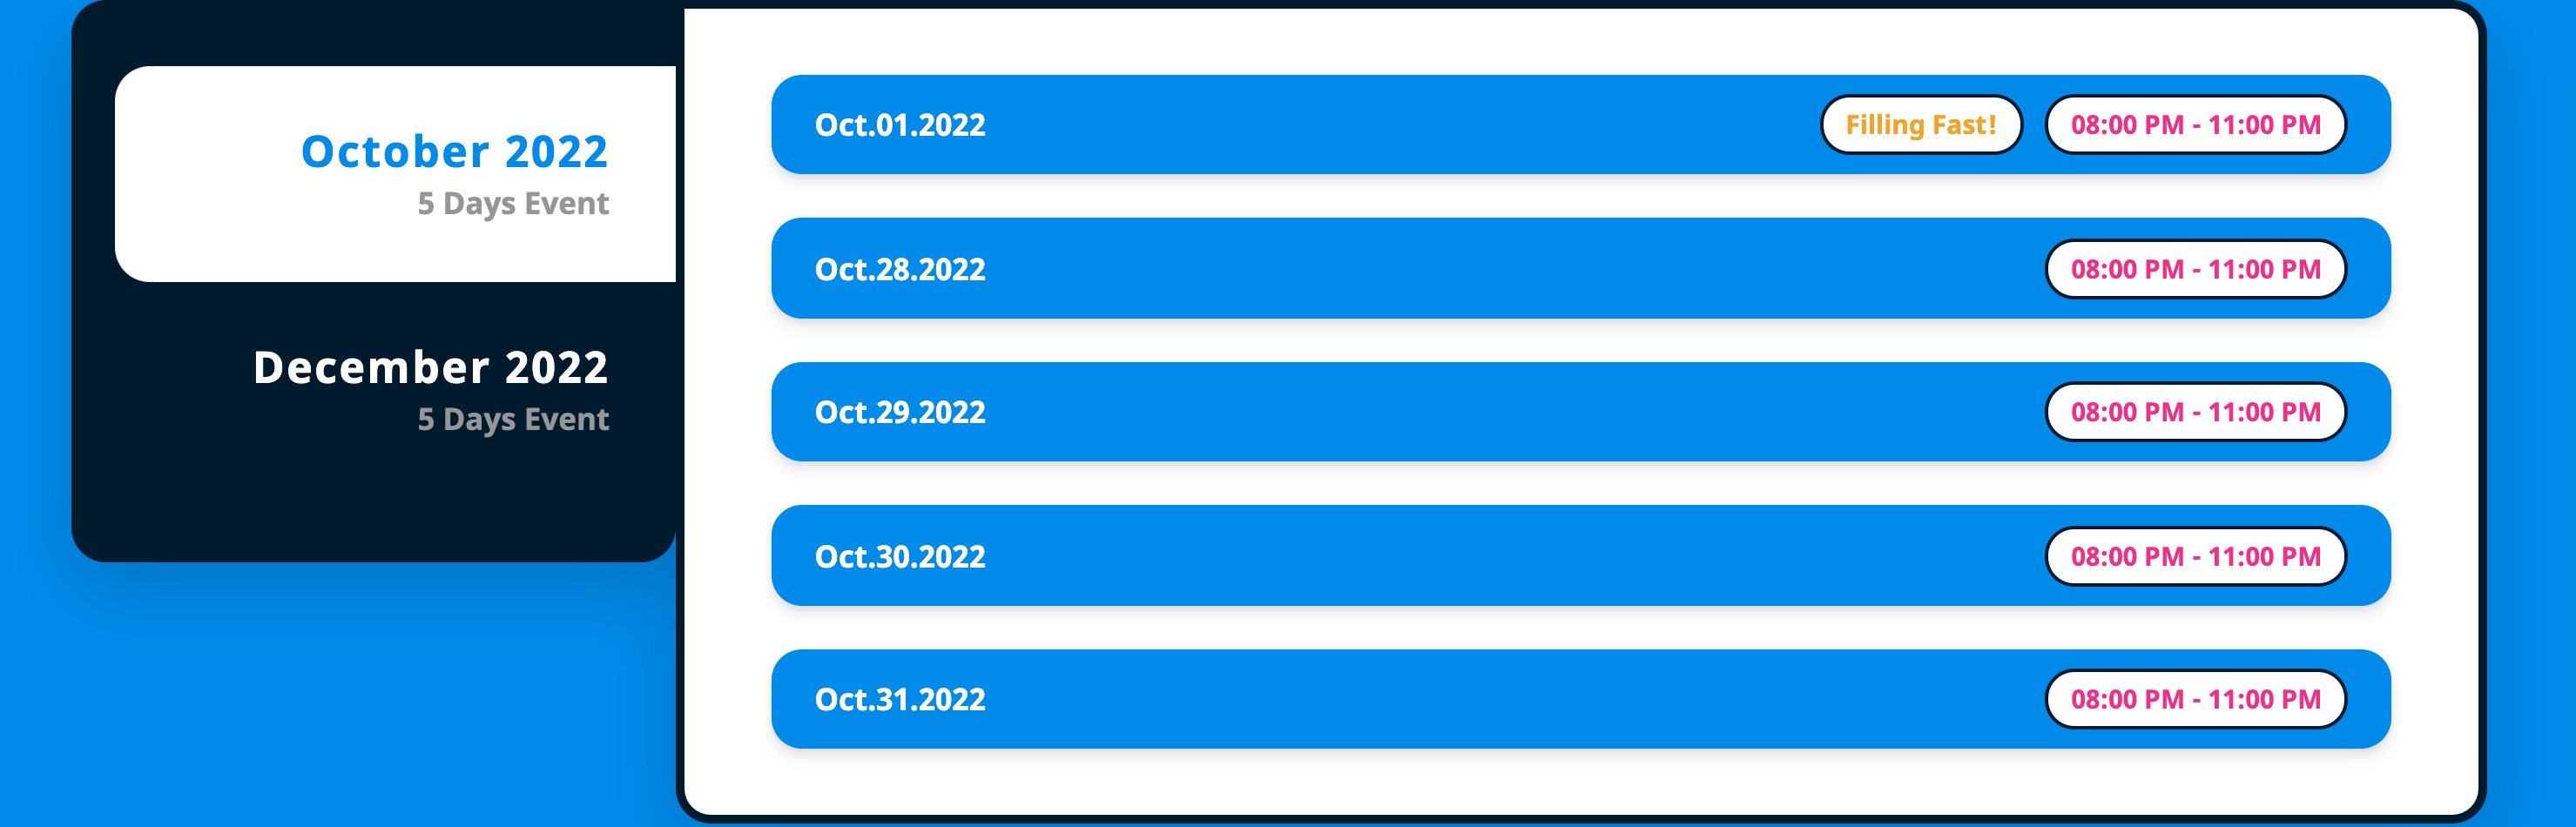 October 2022
5 Days Event
December 2022
5 Days Event
Oct.01.2022 Filling Fast! 08:00 PM - 11:00 PM
Oct.28.2022 08:00 PM - 11:00 PM
Oct.29.2022 08:00 PM - 11:00 PM
Oct.30.2022 08:00 PM - 11:00 PM
Oct.31.2022 08:00 PM - 11:00 PM